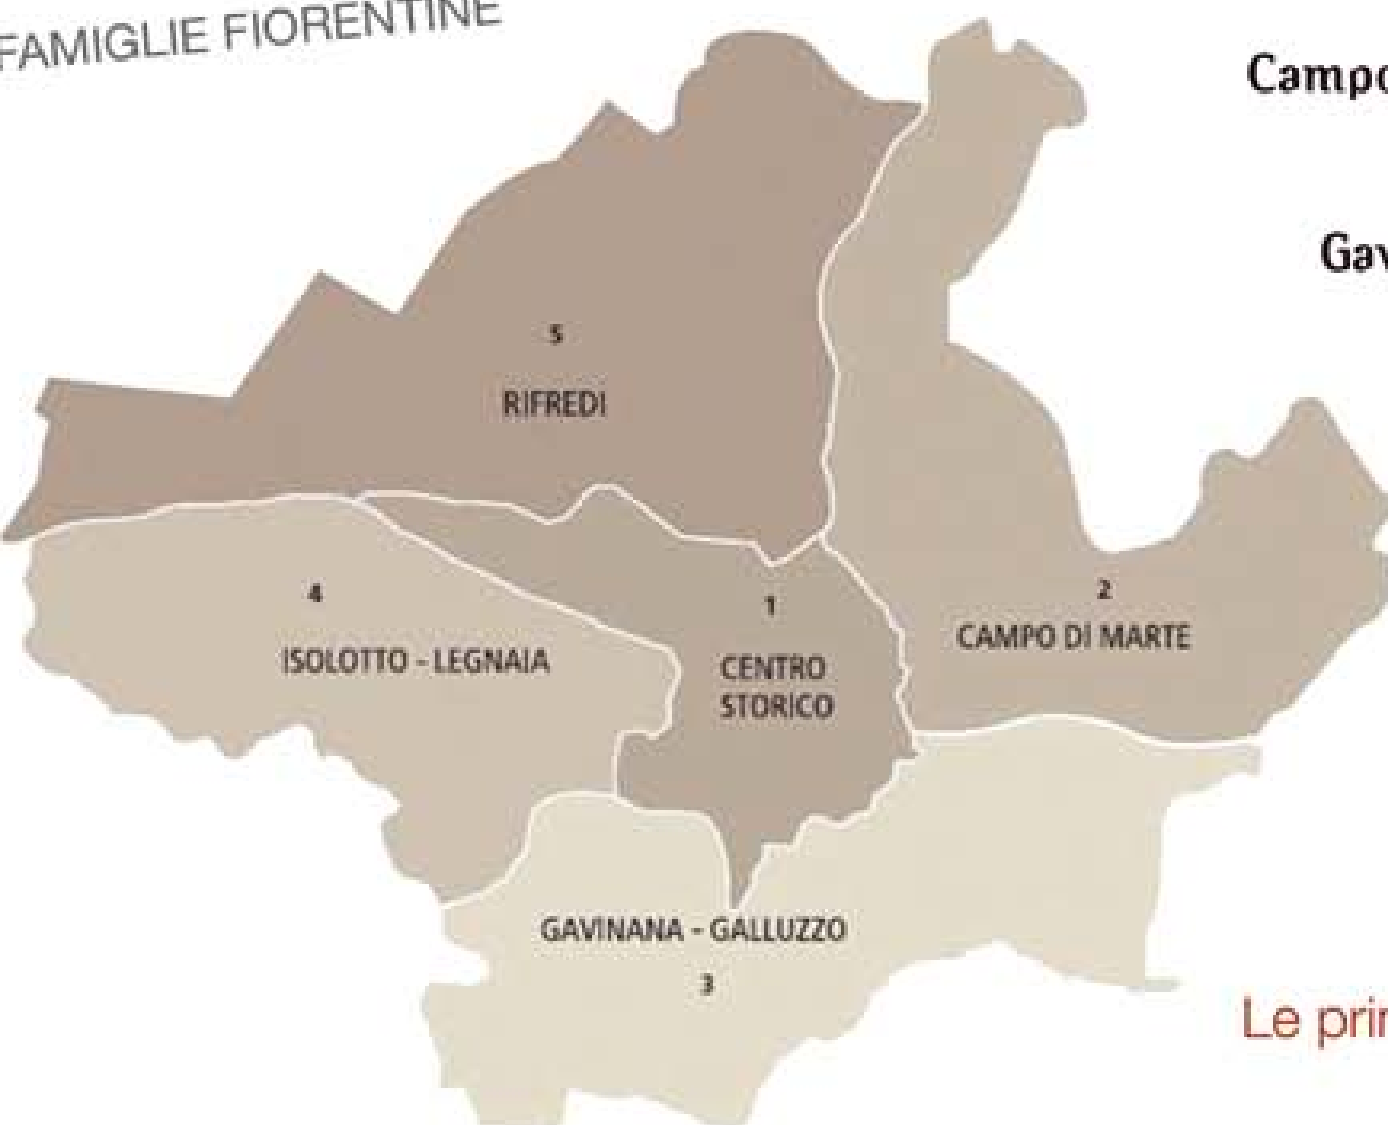 FAMIGLIE FIORENTINE
Campo
Gav
5
RIFREDI
4
ISOLOTTO - LEGNAIA
1
CENTRO
STORICO
2
CAMPO DI MARTE
GAVINANA - GALLUZZO
3
Le prin